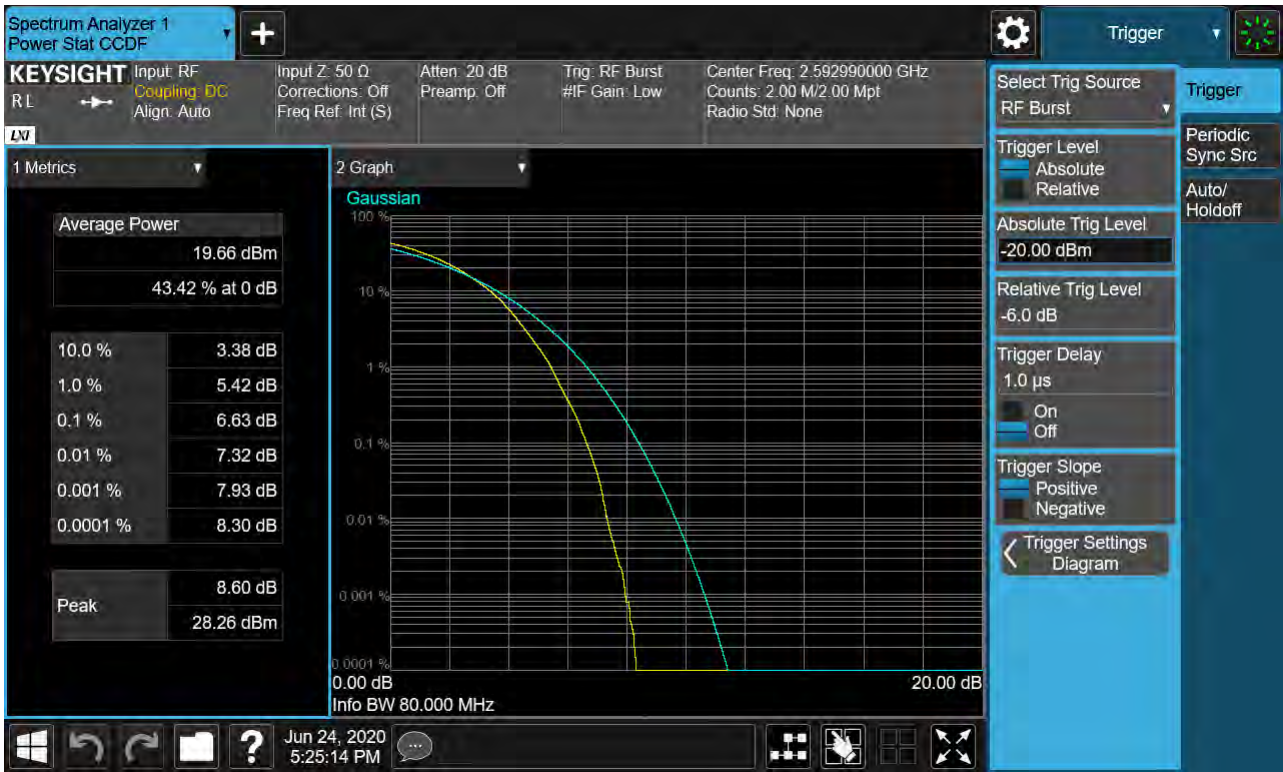 Spectrum Analyzer 1
Power Stat CCDF
+
Trigger
KEYSIGHT
RL
LXI
Input: RF
Coupling: DC
Align: Auto
Input Z: 50 Ω
Corrections: Off
Freq Ref: Int (S)
Atten: 20 dB
Preamp: Off
Trig: RF Burst
#IF Gain: Low
Center Freq: 2.592990000 GHz
Counts: 2.00 M/2.00 Mpt
Radio Std: None
1 Metrics
Average Power
19.66 dBm
43.42 % at 0 dB
10.0 % 3.38 dB
1.0 % 5.42 dB
0.1 % 6.63 dB
0.01 % 7.32 dB
0.001 % 7.93 dB
0.0001 % 8.30 dB
Peak
8.60 dB
28.26 dBm
2 Graph
Gaussian
100 %
10 %
1 %
0.1 %
0.01 %
0.001 %
0.0001 %
0.00 dB
20.00 dB
Info BW 80.000 MHz
Select Trig Source
RF Burst
Trigger Level
Absolute
Relative
Absolute Trig Level
-20.00 dBm
Relative Trig Level
-6.0 dB
Trigger Delay
1.0 µs
On
Off
Trigger Slope
Positive
Negative
Trigger Settings
Diagram
Trigger
Periodic
Sync Src
Auto/
Holdoff
?
Jun 24, 2020
5:25:14 PM